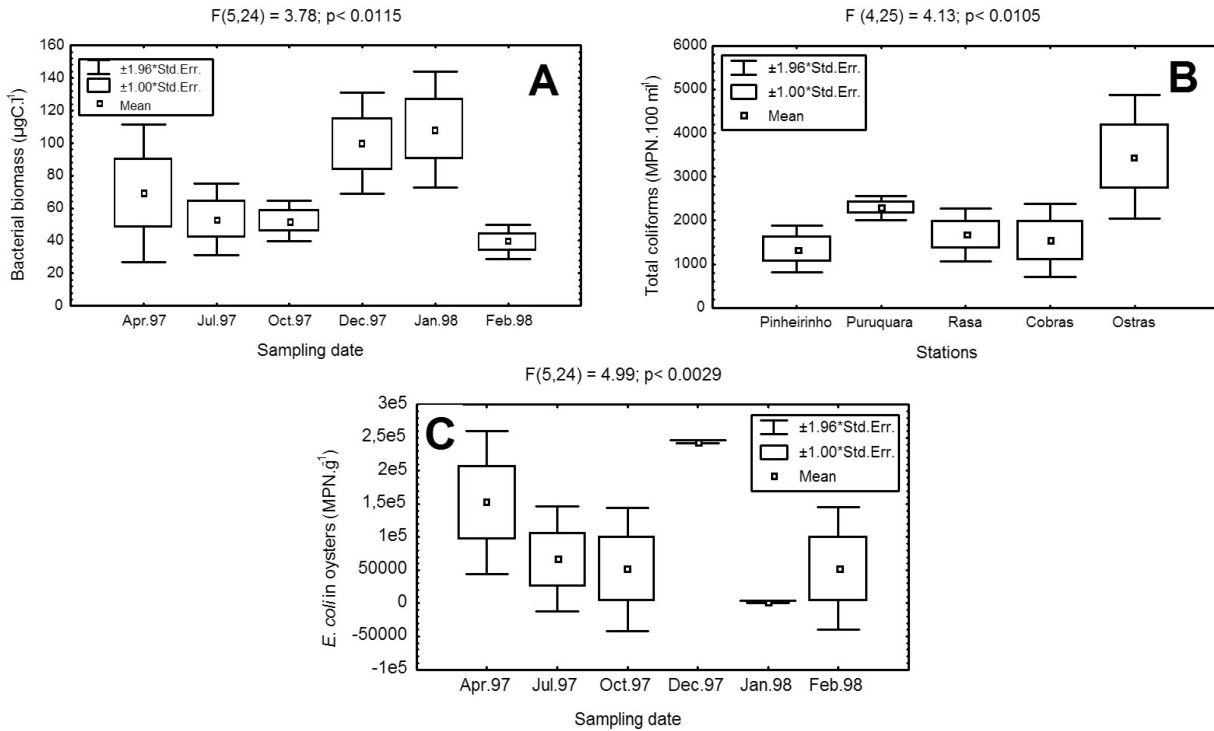 F(5,24) = 3.78; p< 0.0115
A
±1.96*Std.Err.
±1.00*Std.Err.
Mean
Bacterial biomass (µgC.l¹)
160
140
120
100
80
60
40
20
0
Apr.97 Jul.97 Oct.97 Dec.97 Jan.98 Feb.98
Sampling date
F (4,25) = 4.13; p< 0.0105
B
±1.96*Std.Err.
±1.00*Std.Err.
Mean
Total coliforms (MPN.100 ml¹)
6000
5000
4000
3000
2000
1000
0
Pinheirinho Puruquara Rasa Cobras Ostras
Stations
F(5,24) = 4.99; p< 0.0029
C
±1.96*Std.Err.
±1.00*Std.Err.
Mean
E. coli in oysters (MPN.g¹)
3e5
2,5e5
2e5
1,5e5
1e5
50000
0
-50000
-1e5
Apr.97 Jul.97 Oct.97 Dec.97 Jan.98 Feb.98
Sampling date